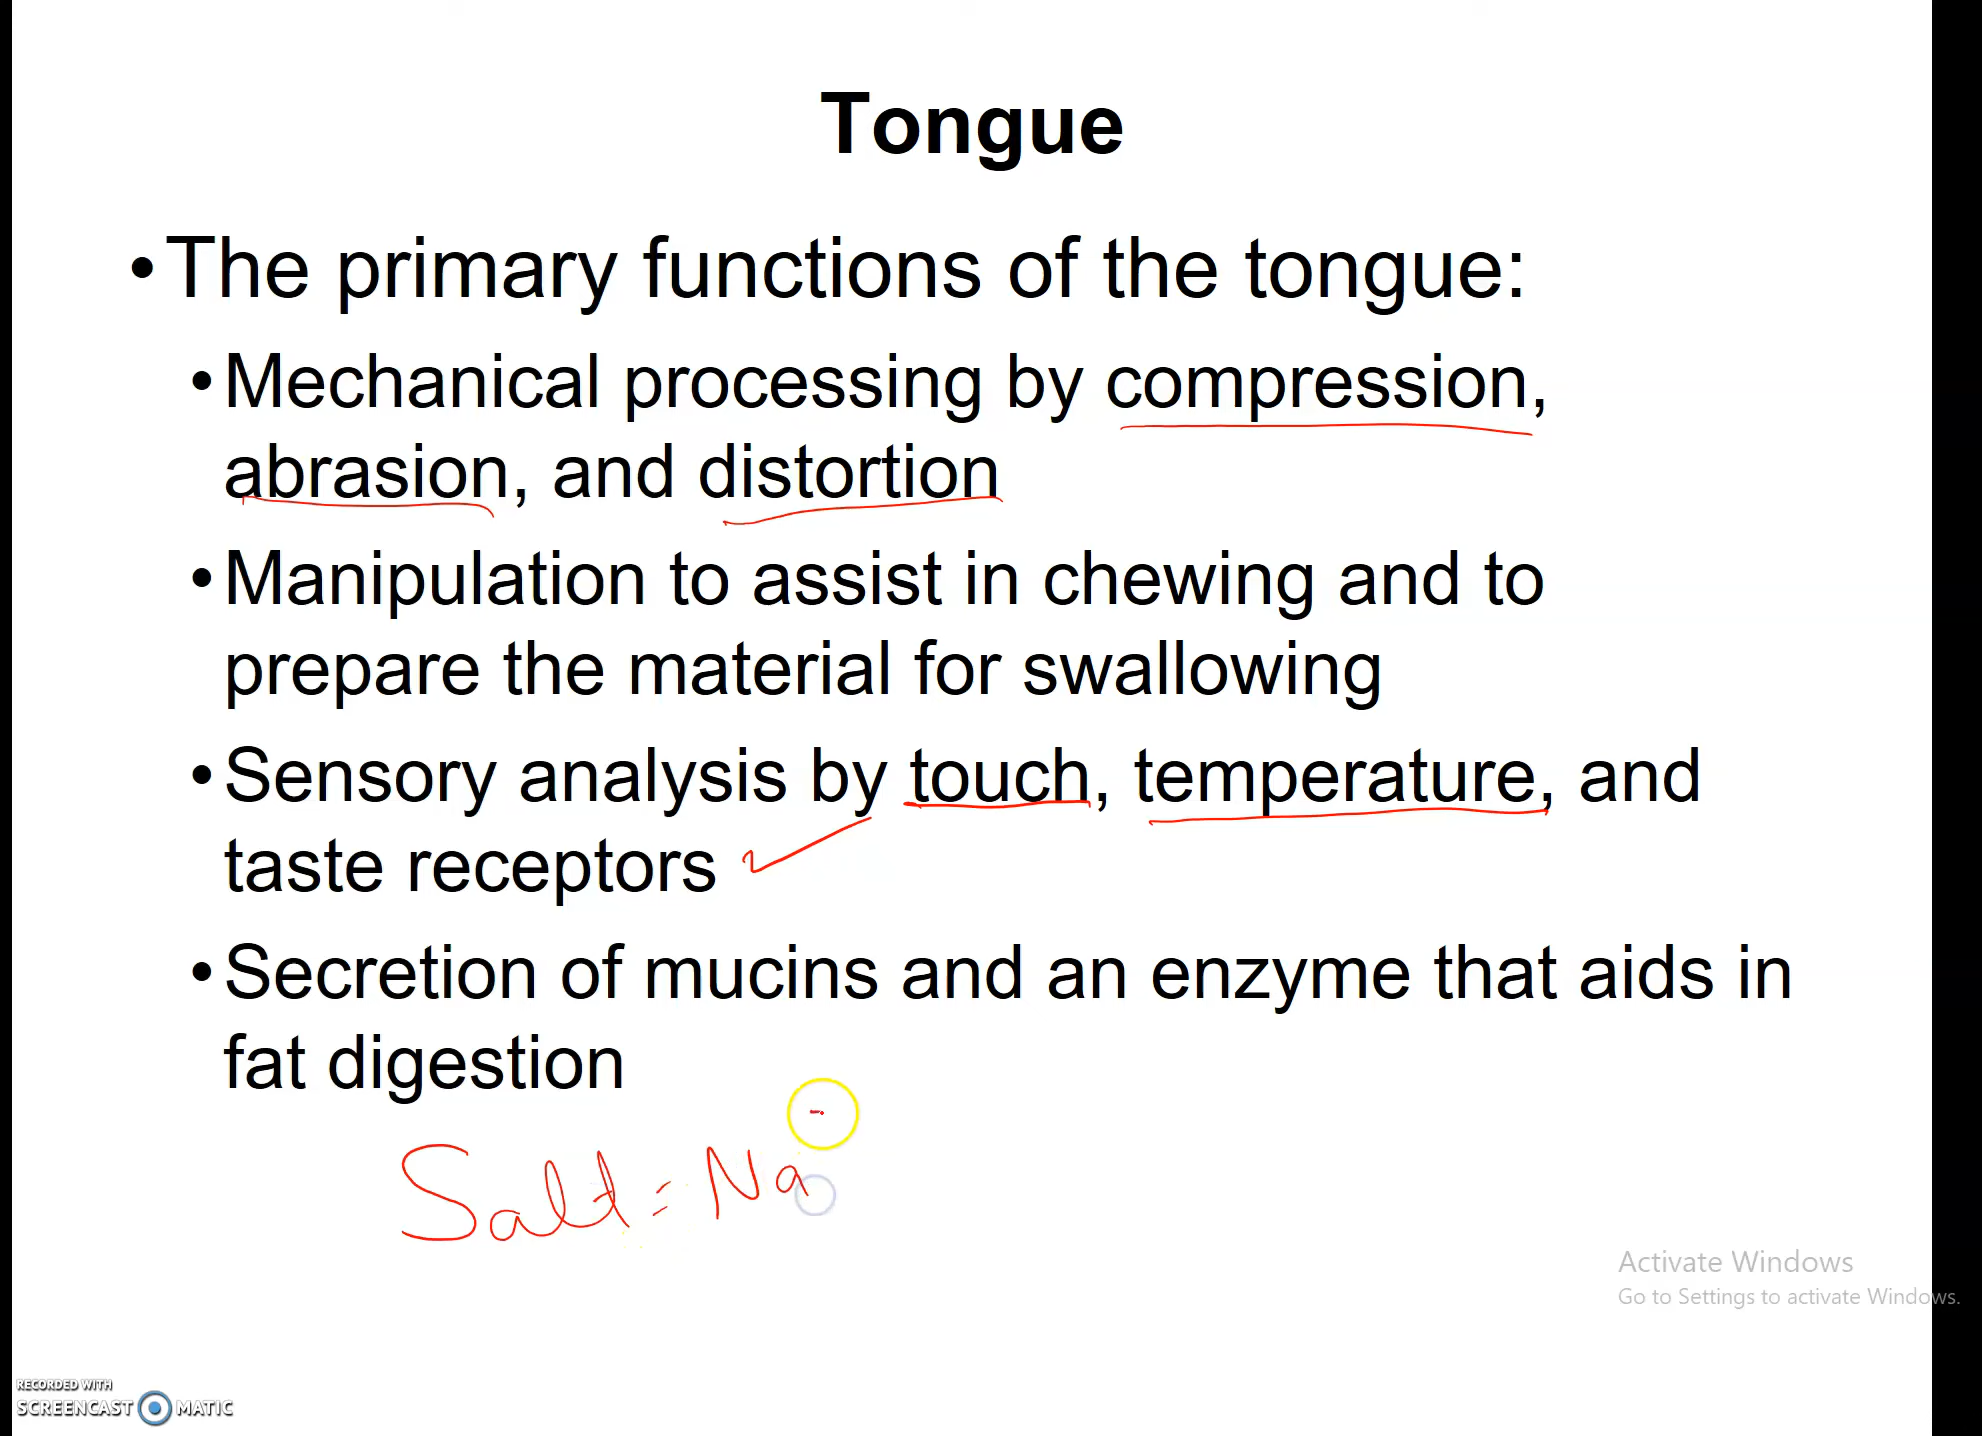 Tongue
•The primary functions of the tongue:
•Mechanical processing by compression,
abrasion, and distortion
•Manipulation to assist in chewing and to
prepare the material for swallowing
•Sensory analysis by touch, temperature, and
taste receptors
•Secretion of mucins and an enzyme that aids in
fat digestion
Salt = Na -
Activate Windows
Go to Settings to activate Windows.
RECORDED WITH
SCREENCAST MATIC